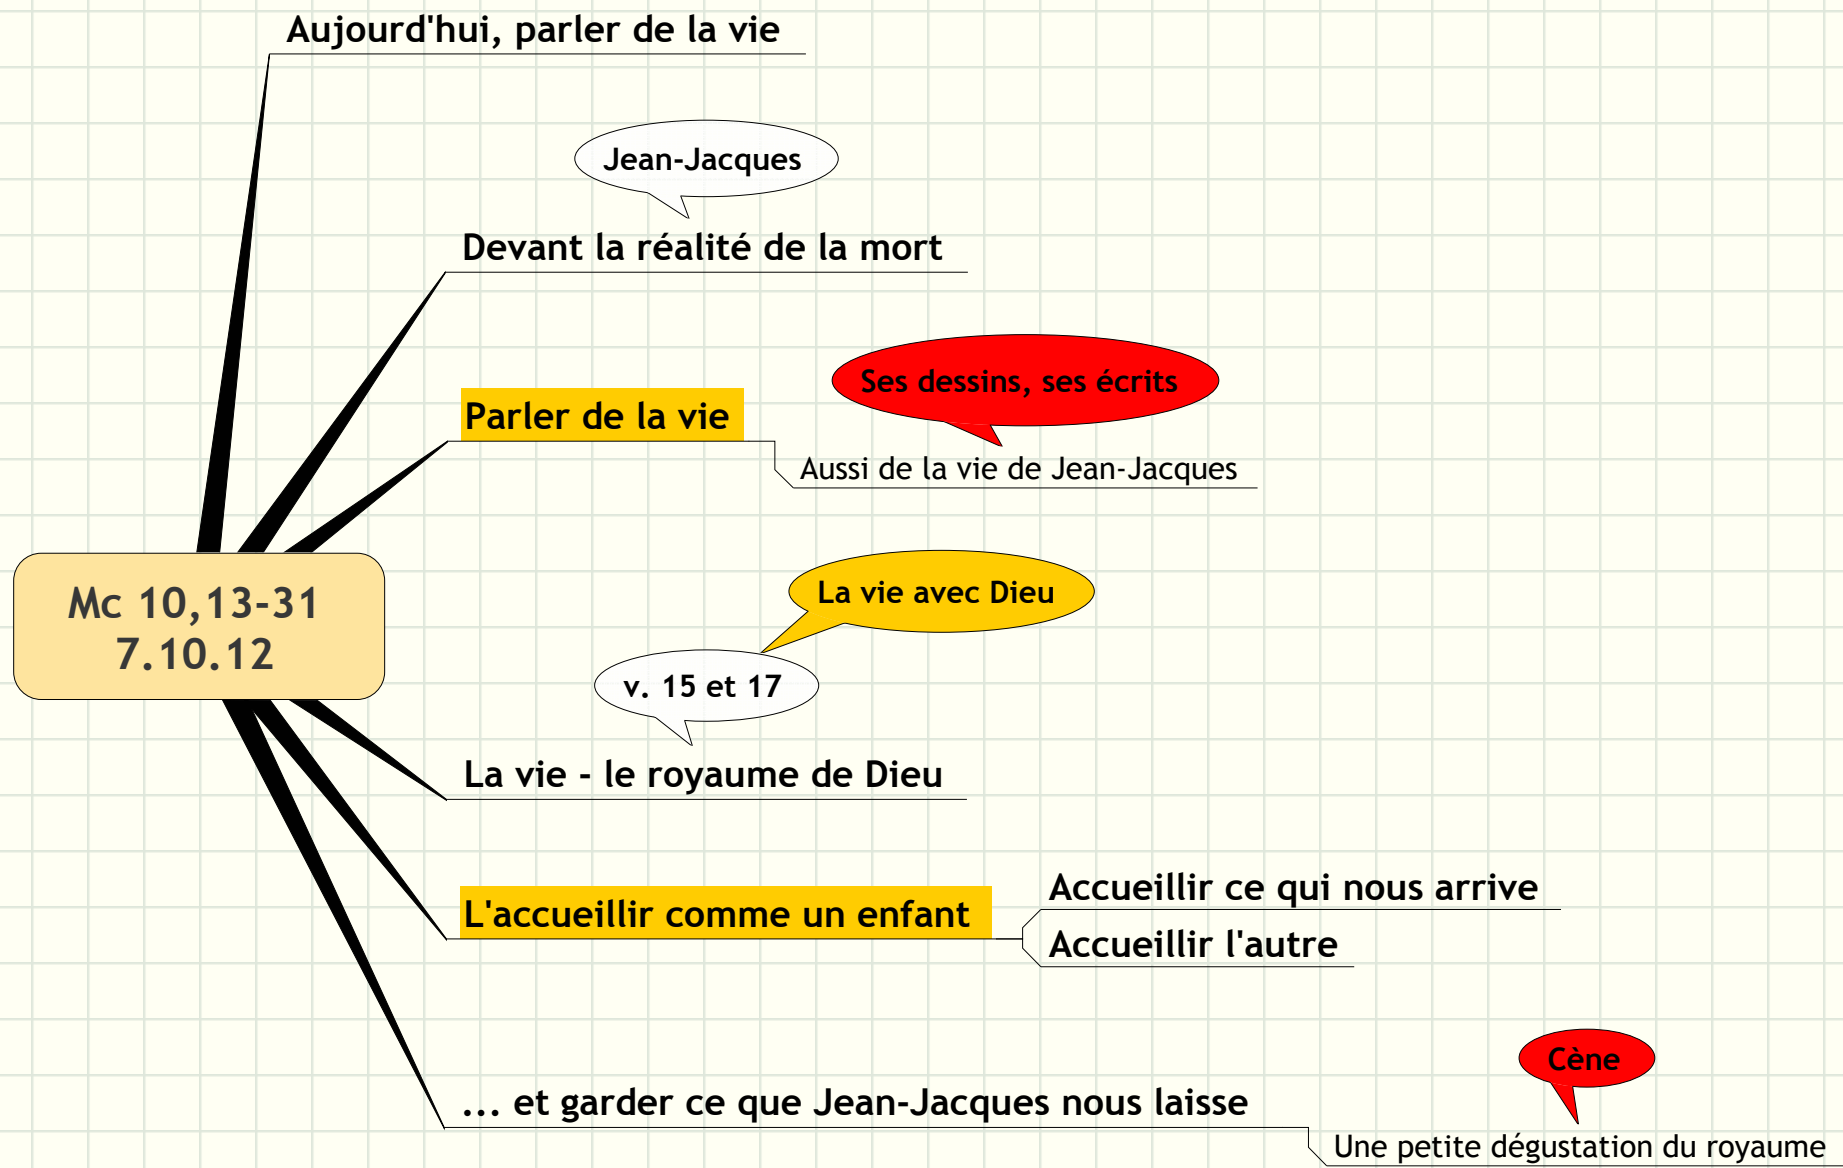 Aujourd'hui, parler de la vie
Jean-Jacques
Devant la réalité de la mort
Ses dessins, ses écrits
Parler de la vie
Aussi de la vie de Jean-Jacques
Mc 10,13-31
7.10.12
La vie avec Dieu
v. 15 et 17
La vie - le royaume de Dieu
L'accueillir comme un enfant
Accueillir ce qui nous arrive
Accueillir l'autre
Cène
... et garder ce que Jean-Jacques nous laisse
Une petite dégustation du royaume